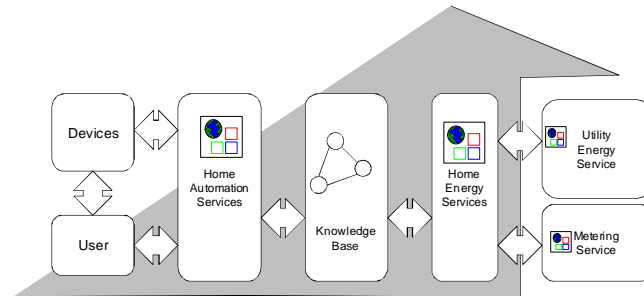 Devices
User
Home
Automation
Services
Knowledge
Base
Home
Energy
Services
Utility
Energy
Service
Metering
Service